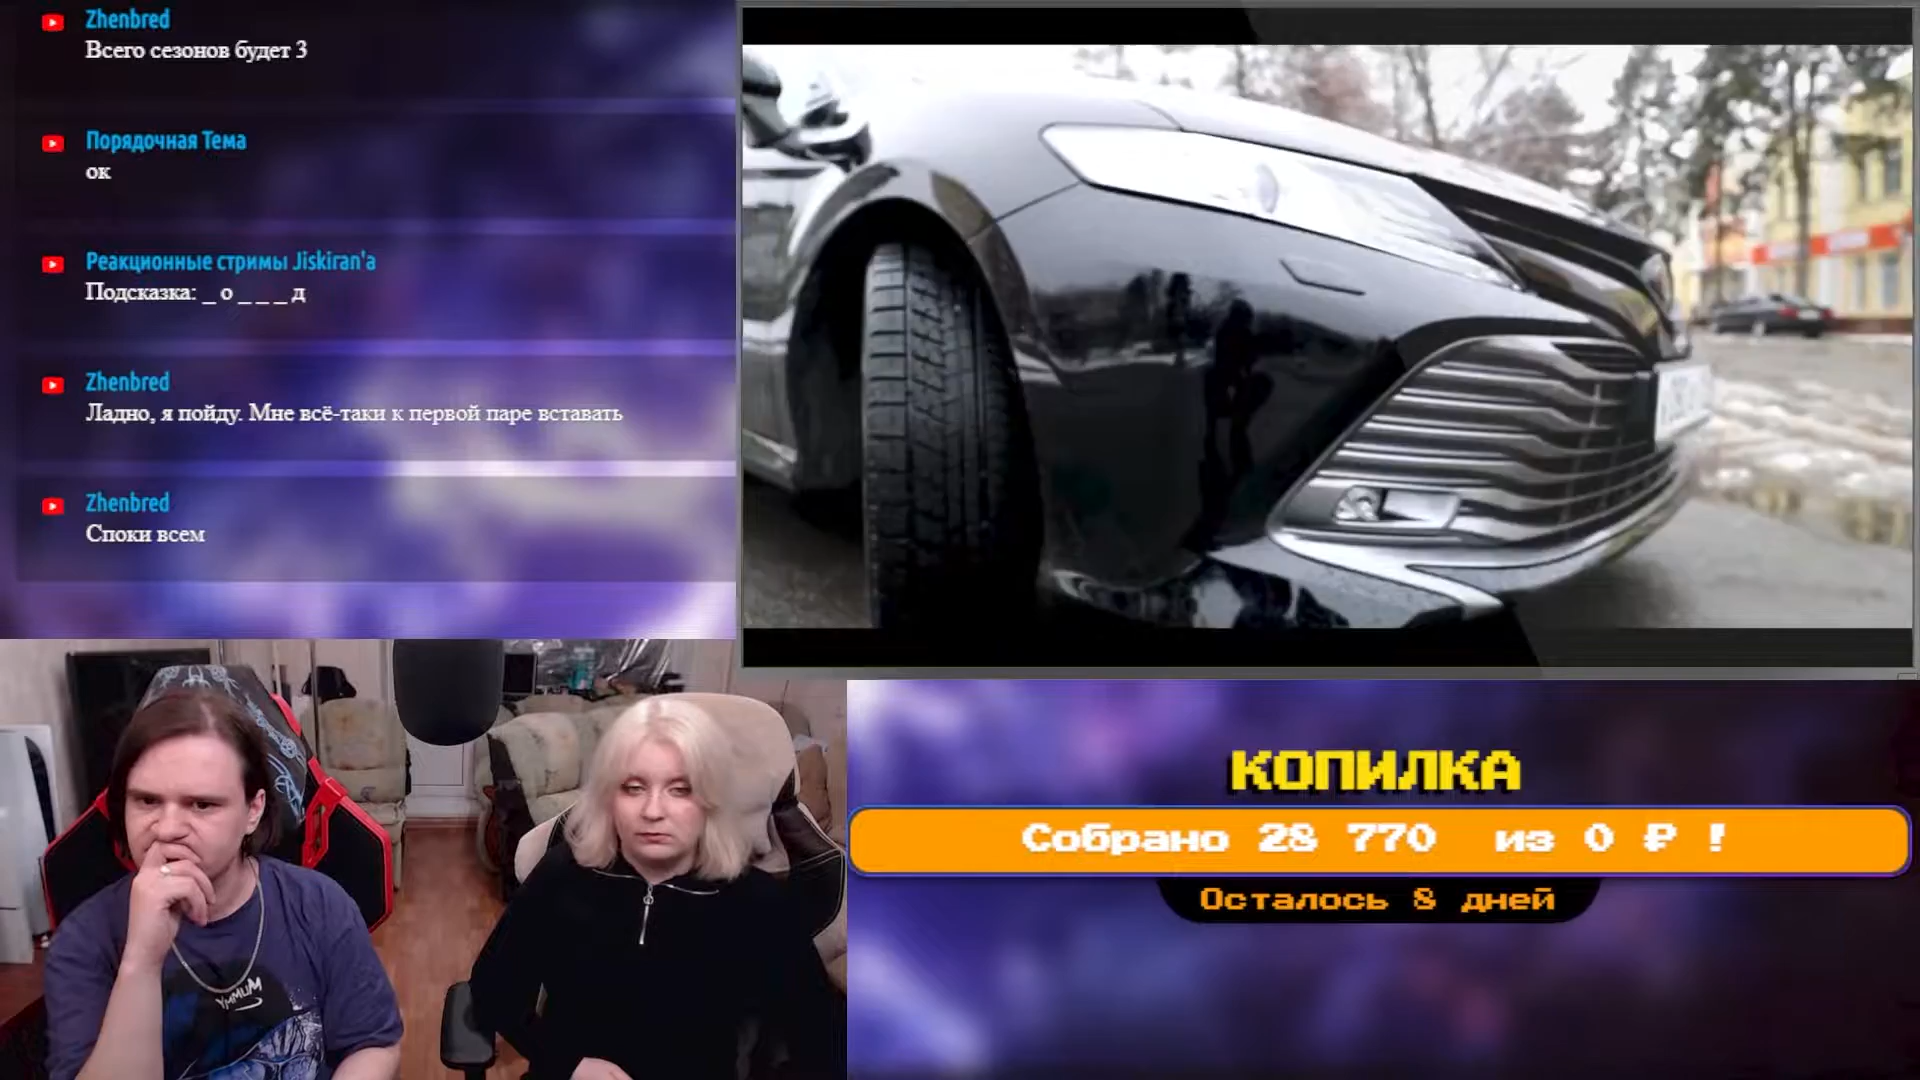 Zhenbred
Всего сезонов будет 3
Порядочная Тема
ок
Реакционные стримы Jiskiran'а
Подсказка: _ о _ _ _ д
Zhenbred
Ладно, я пойду. Мне всё-таки к первой паре вставать
Zhenbred
Споки всем
КОПИЛКА
Собрано 28 770 из 0 ₽ !
Осталось 8 дней